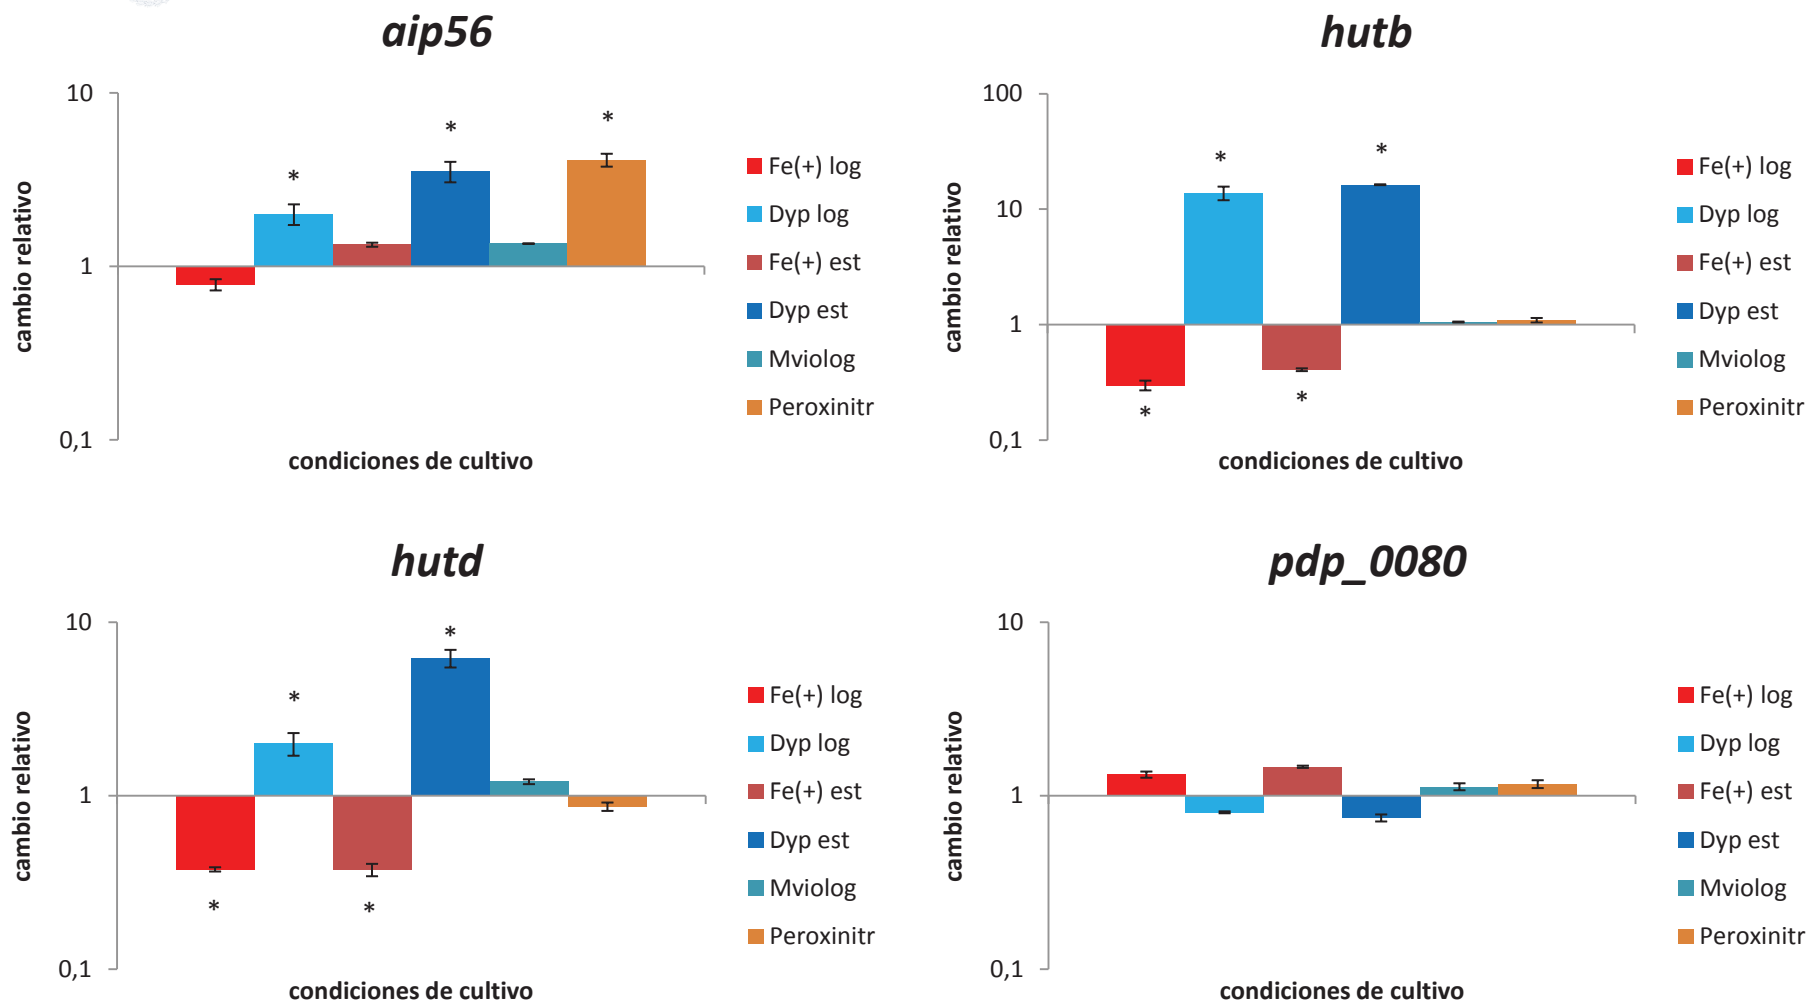 aip56
10
1
0,1
cambio relativo
condiciones de cultivo
*
*
*
Fe(+) log
Dyp log
Fe(+) est
Dyp est
Mviolog
Peroxinitr
hutb
100
10
1
0,1
cambio relativo
condiciones de cultivo
*
*
*
*
Fe(+) log
Dyp log
Fe(+) est
Dyp est
Mviolog
Peroxinitr
hutd
10
1
0,1
cambio relativo
condiciones de cultivo
*
*
*
*
Fe(+) log
Dyp log
Fe(+) est
Dyp est
Mviolog
Peroxinitr
pdp_0080
10
1
0,1
cambio relativo
condiciones de cultivo
Fe(+) log
Dyp log
Fe(+) est
Dyp est
Mviolog
Peroxinitr